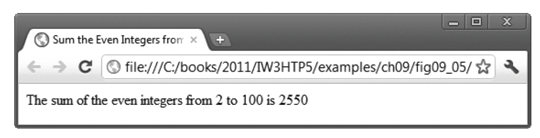 Sum the Even Integers from
file:///C:/books/2011/IW3HTP5/examples/ch09/fig09_05/
The sum of the even integers from 2 to 100 is 2550